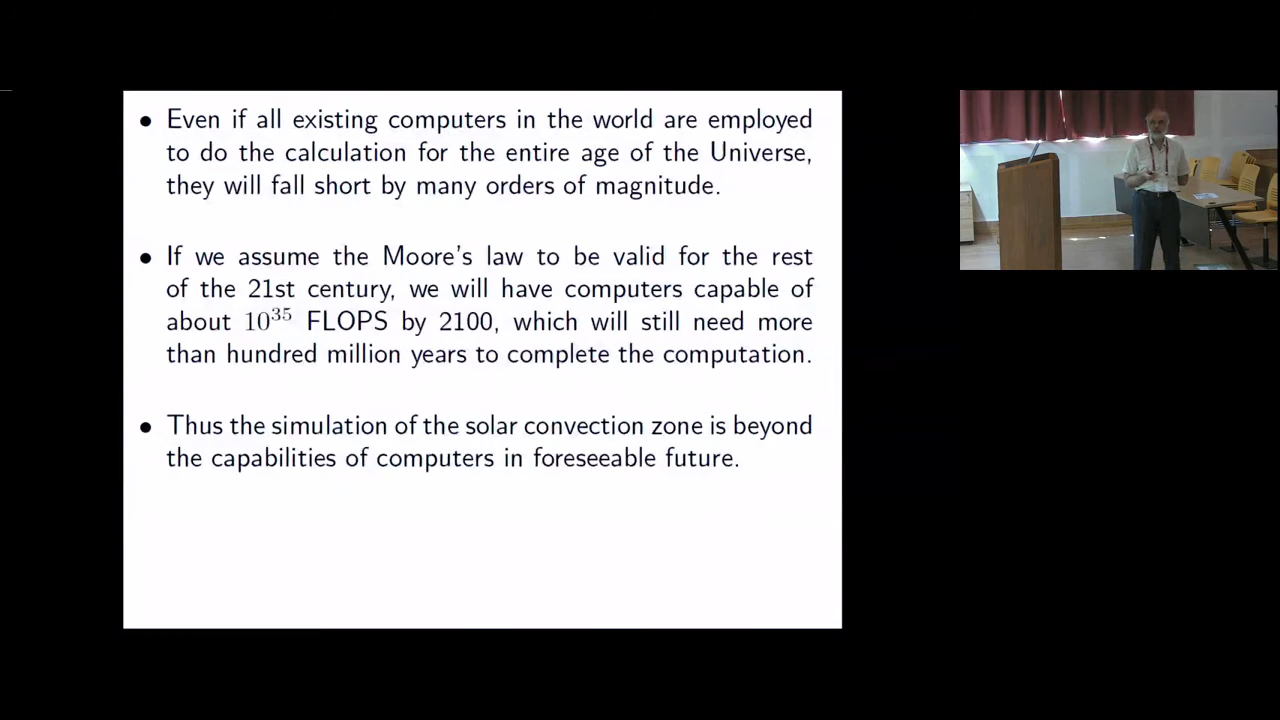 • Even if all existing computers in the world are employed
to do the calculation for the entire age of the Universe,
they will fall short by many orders of magnitude.
• If we assume the Moore's law to be valid for the rest
of the 21st century, we will have computers capable of
about 10³⁵ FLOPS by 2100, which will still need more
than hundred million years to complete the computation.
• Thus the simulation of the solar convection zone is beyond
the capabilities of computers in foreseeable future.